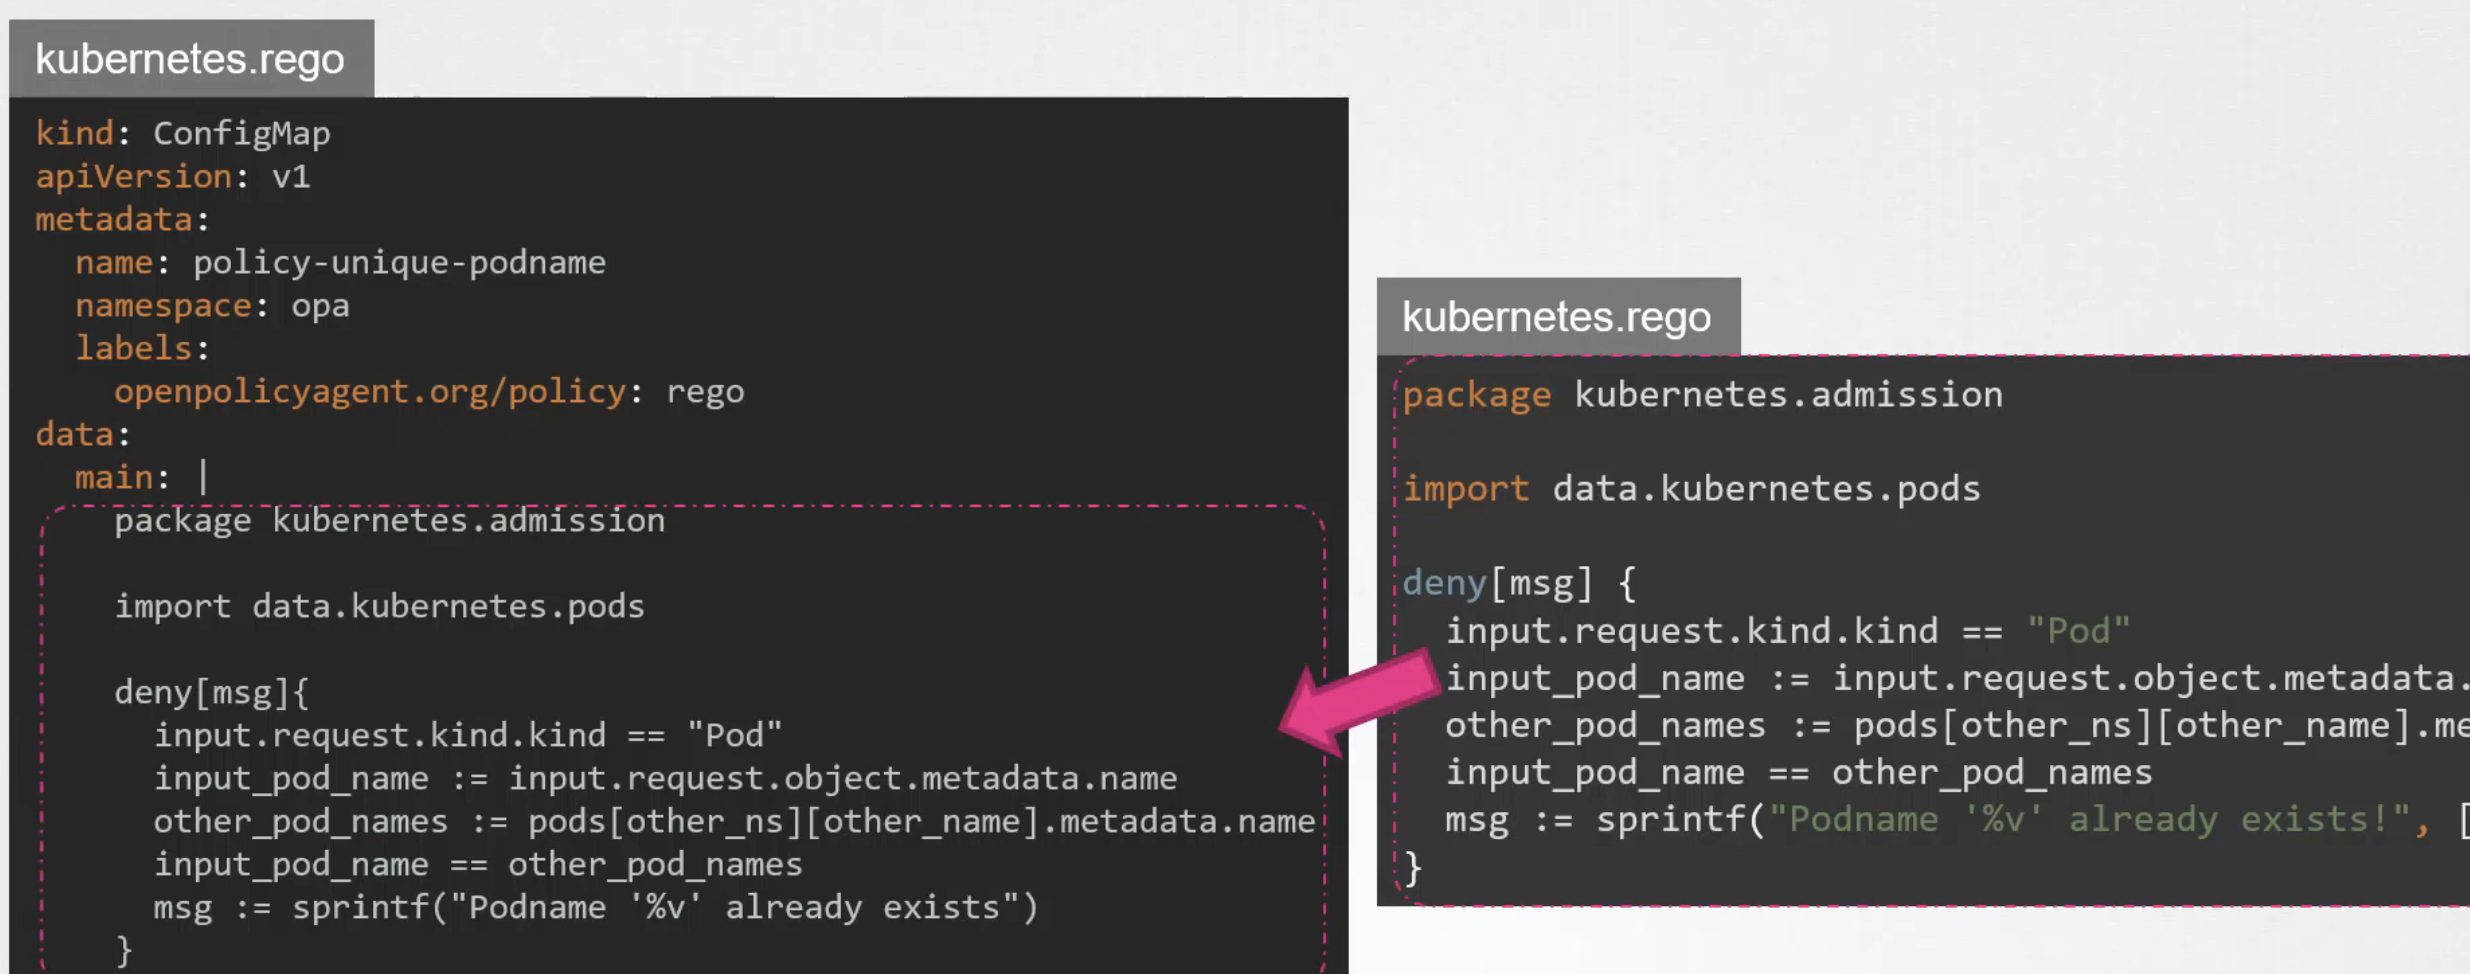 kubernetes.rego
kind: ConfigMap
apiVersion: v1
metadata:
  name: policy-unique-podname
  namespace: opa
  labels:
    openpolicyagent.org/policy: rego
data:
  main: |
    package kubernetes.admission
    import data.kubernetes.pods
    deny[msg]{
      input.request.kind.kind == "Pod"
      input_pod_name := input.request.object.metadata.name
      other_pod_names := pods[other_ns][other_name].metadata.name
      input_pod_name == other_pod_names
      msg := sprintf("Podname '%v' already exists")
    }
kubernetes.rego
package kubernetes.admission
import data.kubernetes.pods
deny[msg] {
  input.request.kind.kind == "Pod"
  input_pod_name := input.request.object.metadata.
  other_pod_names := pods[other_ns][other_name].me
  input_pod_name == other_pod_names
  msg := sprintf("Podname '%v' already exists!", [
}